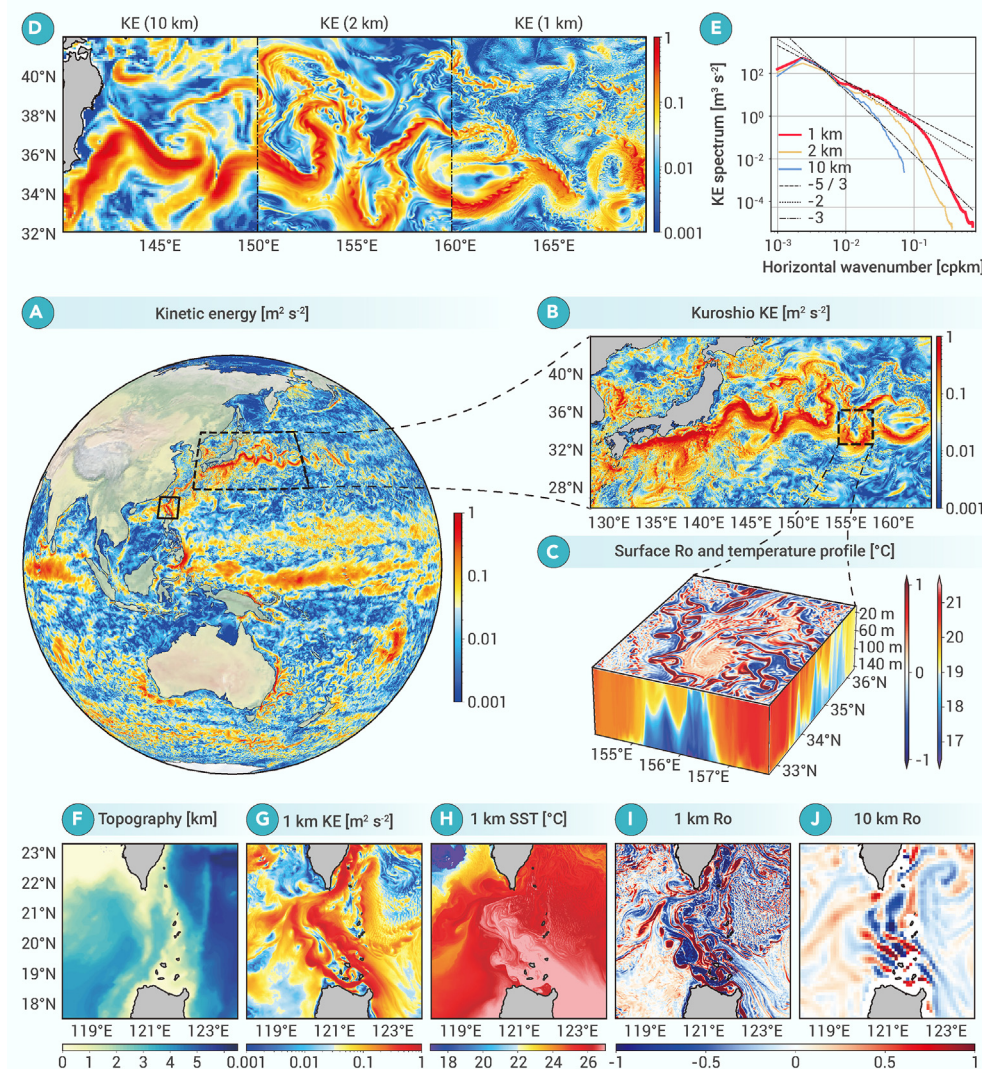 D
KE (10 km) KE (2 km) KE (1 km)
40°N
38°N
36°N
34°N
32°N
145°E 150°E 155°E 160°E 165°E
1
0.1
0.01
0.001
E
KE spectrum [m³ s⁻²]
10²
10⁰
10⁻²
10⁻⁴
1 km
2 km
10 km
-5 / 3
-2
-3
10⁻³ 10⁻² 10⁻¹
Horizontal wavenumber [cpkm]
A
Kinetic energy [m² s⁻²]
1
0.1
0.01
0.001
B
Kuroshio KE [m² s⁻²]
40°N
36°N
32°N
28°N
130°E 135°E 140°E 145°E 150°E 155°E 160°E
1
0.1
0.01
0.001
C
Surface Ro and temperature profile [°C]
20 m
60 m
100 m
140 m
36°N
35°N
34°N
33°N
155°E
156°E
157°E
1
0
-1
21
20
19
18
17
F
Topography [km]
23°N
22°N
21°N
20°N
19°N
18°N
119°E 121°E 123°E
0 1 2 3 4 5
G
1 km KE [m² s⁻²]
119°E 121°E 123°E
0.001 0.01 0.1 1
H
1 km SST [°C]
119°E 121°E 123°E
18 20 22 24 26
I
1 km Ro
119°E 121°E 123°E
J
10 km Ro
119°E 121°E 123°E
-1 -0.5 0 0.5 1